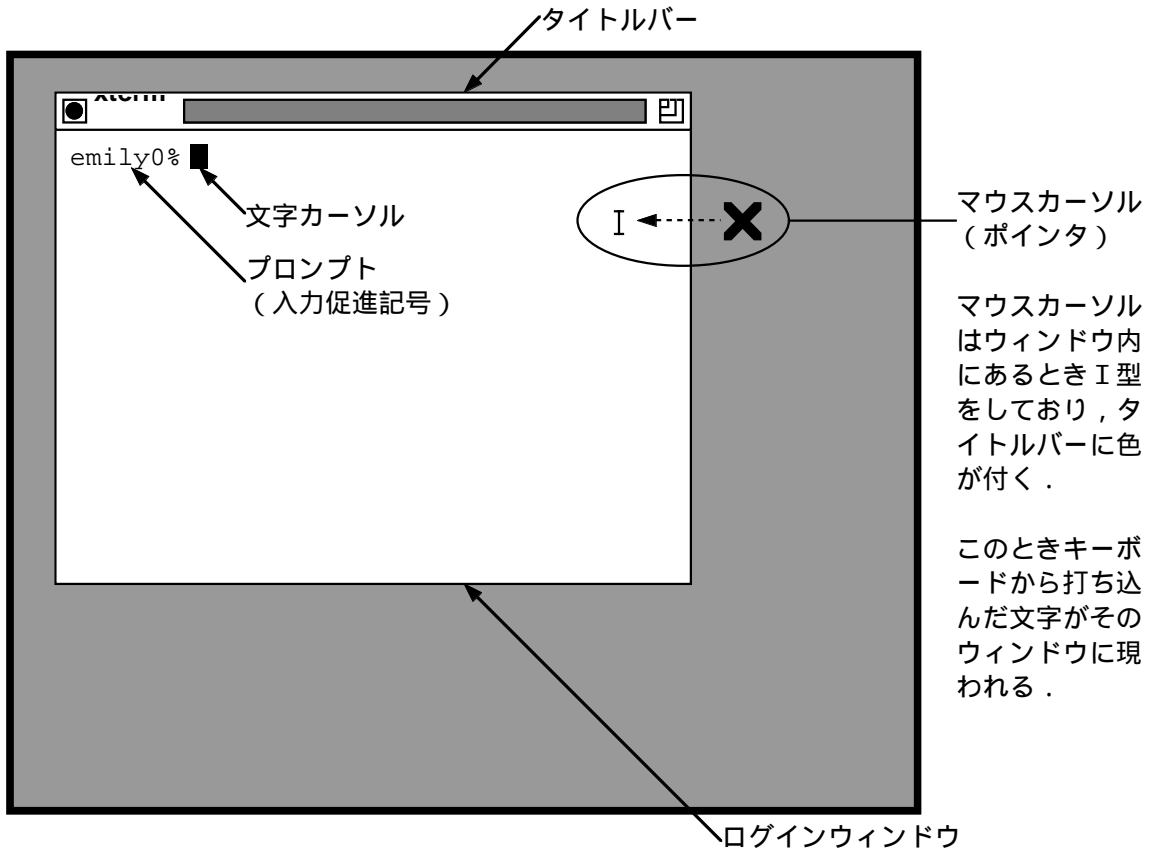 タイトルバー
xterm
emily0%
文字カーソル
プロンプト
（入力促進記号）
I
マウスカーソル
（ポインタ）
マウスカーソル
はウィンドウ内
にあるときＩ型
をしており，タ
イトルバーに色
が付く．
このときキーボ
ードから打ち込
んだ文字がその
ウィンドウに現
われる．
ログインウィンドウ